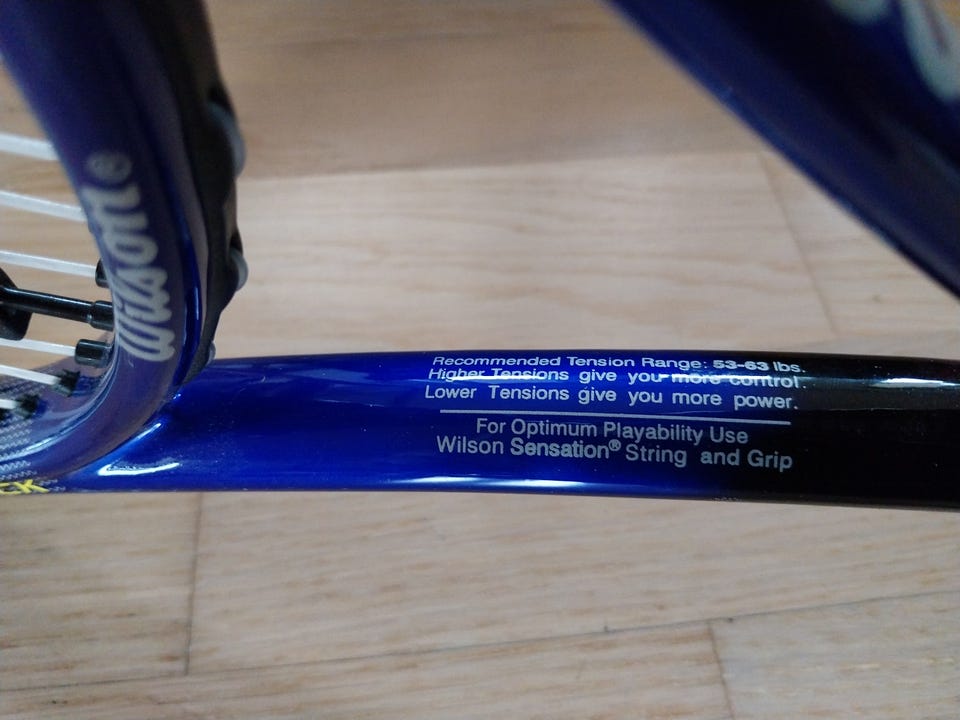 Wilson®
Recommended Tension Range: 53-63 lbs.
Higher Tensions give you more control
Lower Tensions give you more power.
For Optimum Playability Use
Wilson Sensation® String and Grip
CK